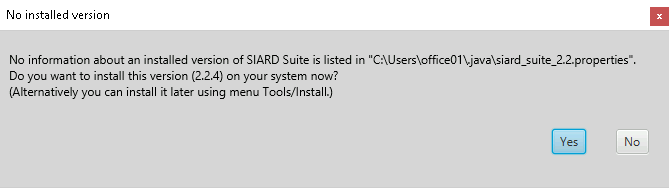 No installed version
x
No information about an installed version of SIARD Suite is listed in "C:\Users\office01\.java\siard_suite_2.2.properties".
Do you want to install this version (2.2.4) on your system now?
(Alternatively you can install it later using menu Tools/Install.)
Yes No